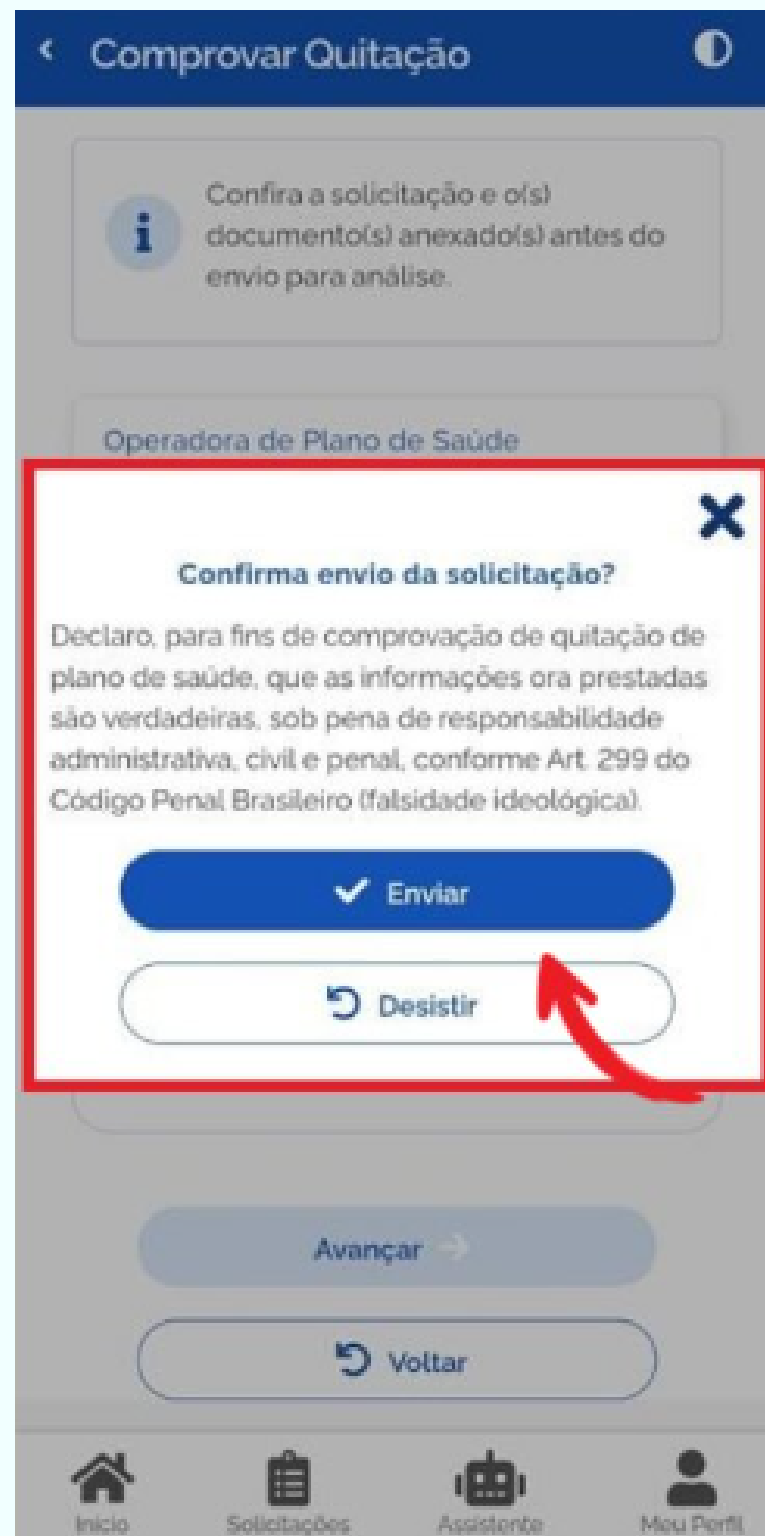 Comprovar Quitação
Confira a solicitação e o(s)
documento(s) anexado(s) antes do
envio para análise.
Operadora de Plano de Saúde
Confirma envio da solicitação?
Declaro, para fins de comprovação de quitação de
plano de saúde, que as informações ora prestadas
são verdadeiras, sob pena de responsabilidade
administrativa, civil e penal, conforme Art. 299 do
Código Penal Brasileiro (falsidade ideológica).
Enviar
Desistir
Avançar
Voltar
Início
Solicitações
Assistente
Meu Perfil